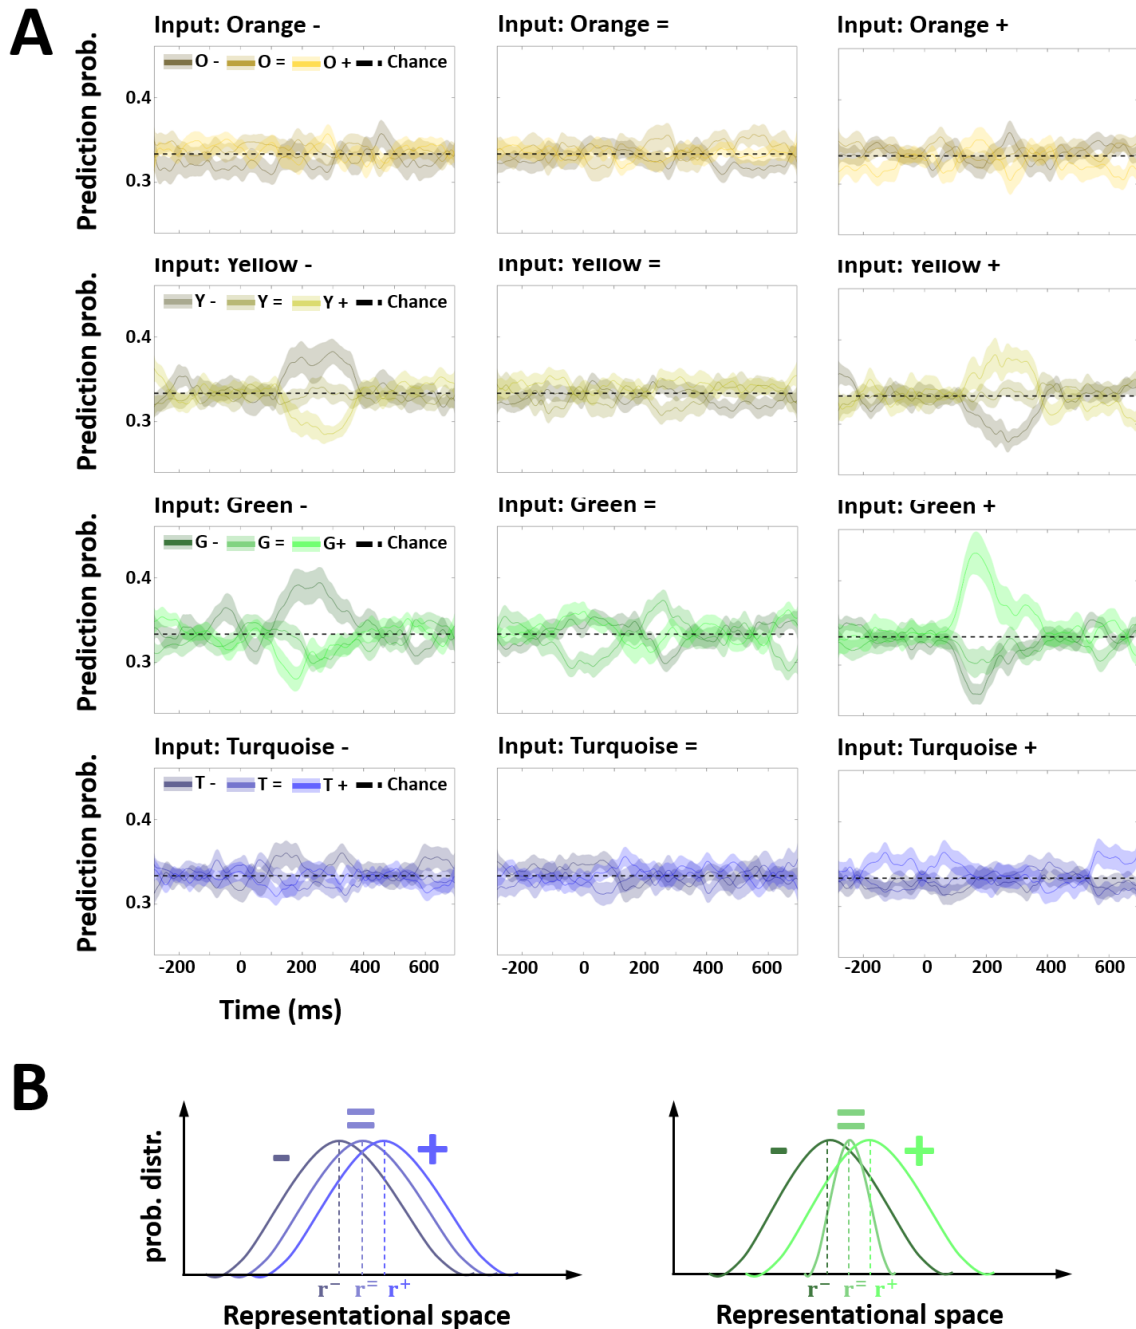 A
Input: Orange -
Input: Orange =
Input: Orange +
Prediction prob.
O - O = O + Chance
0.4
0.3
Input: Yellow -
Input: Yellow =
Input: Yellow +
Prediction prob.
Y - Y = Y + Chance
0.4
0.3
Input: Green -
Input: Green =
Input: Green +
Prediction prob.
G - G = G+ Chance
0.4
0.3
Input: Turquoise -
Input: Turquoise =
Input: Turquoise +
Prediction prob.
T - T = T + Chance
0.4
0.3
-200 0 200 400 600
-200 0 200 400 600
-200 0 200 400 600
Time (ms)
B
prob. distr.
- = +
r⁻ r⁼ r⁺
Representational space
- = +
r⁻ r⁼ r⁺
Representational space